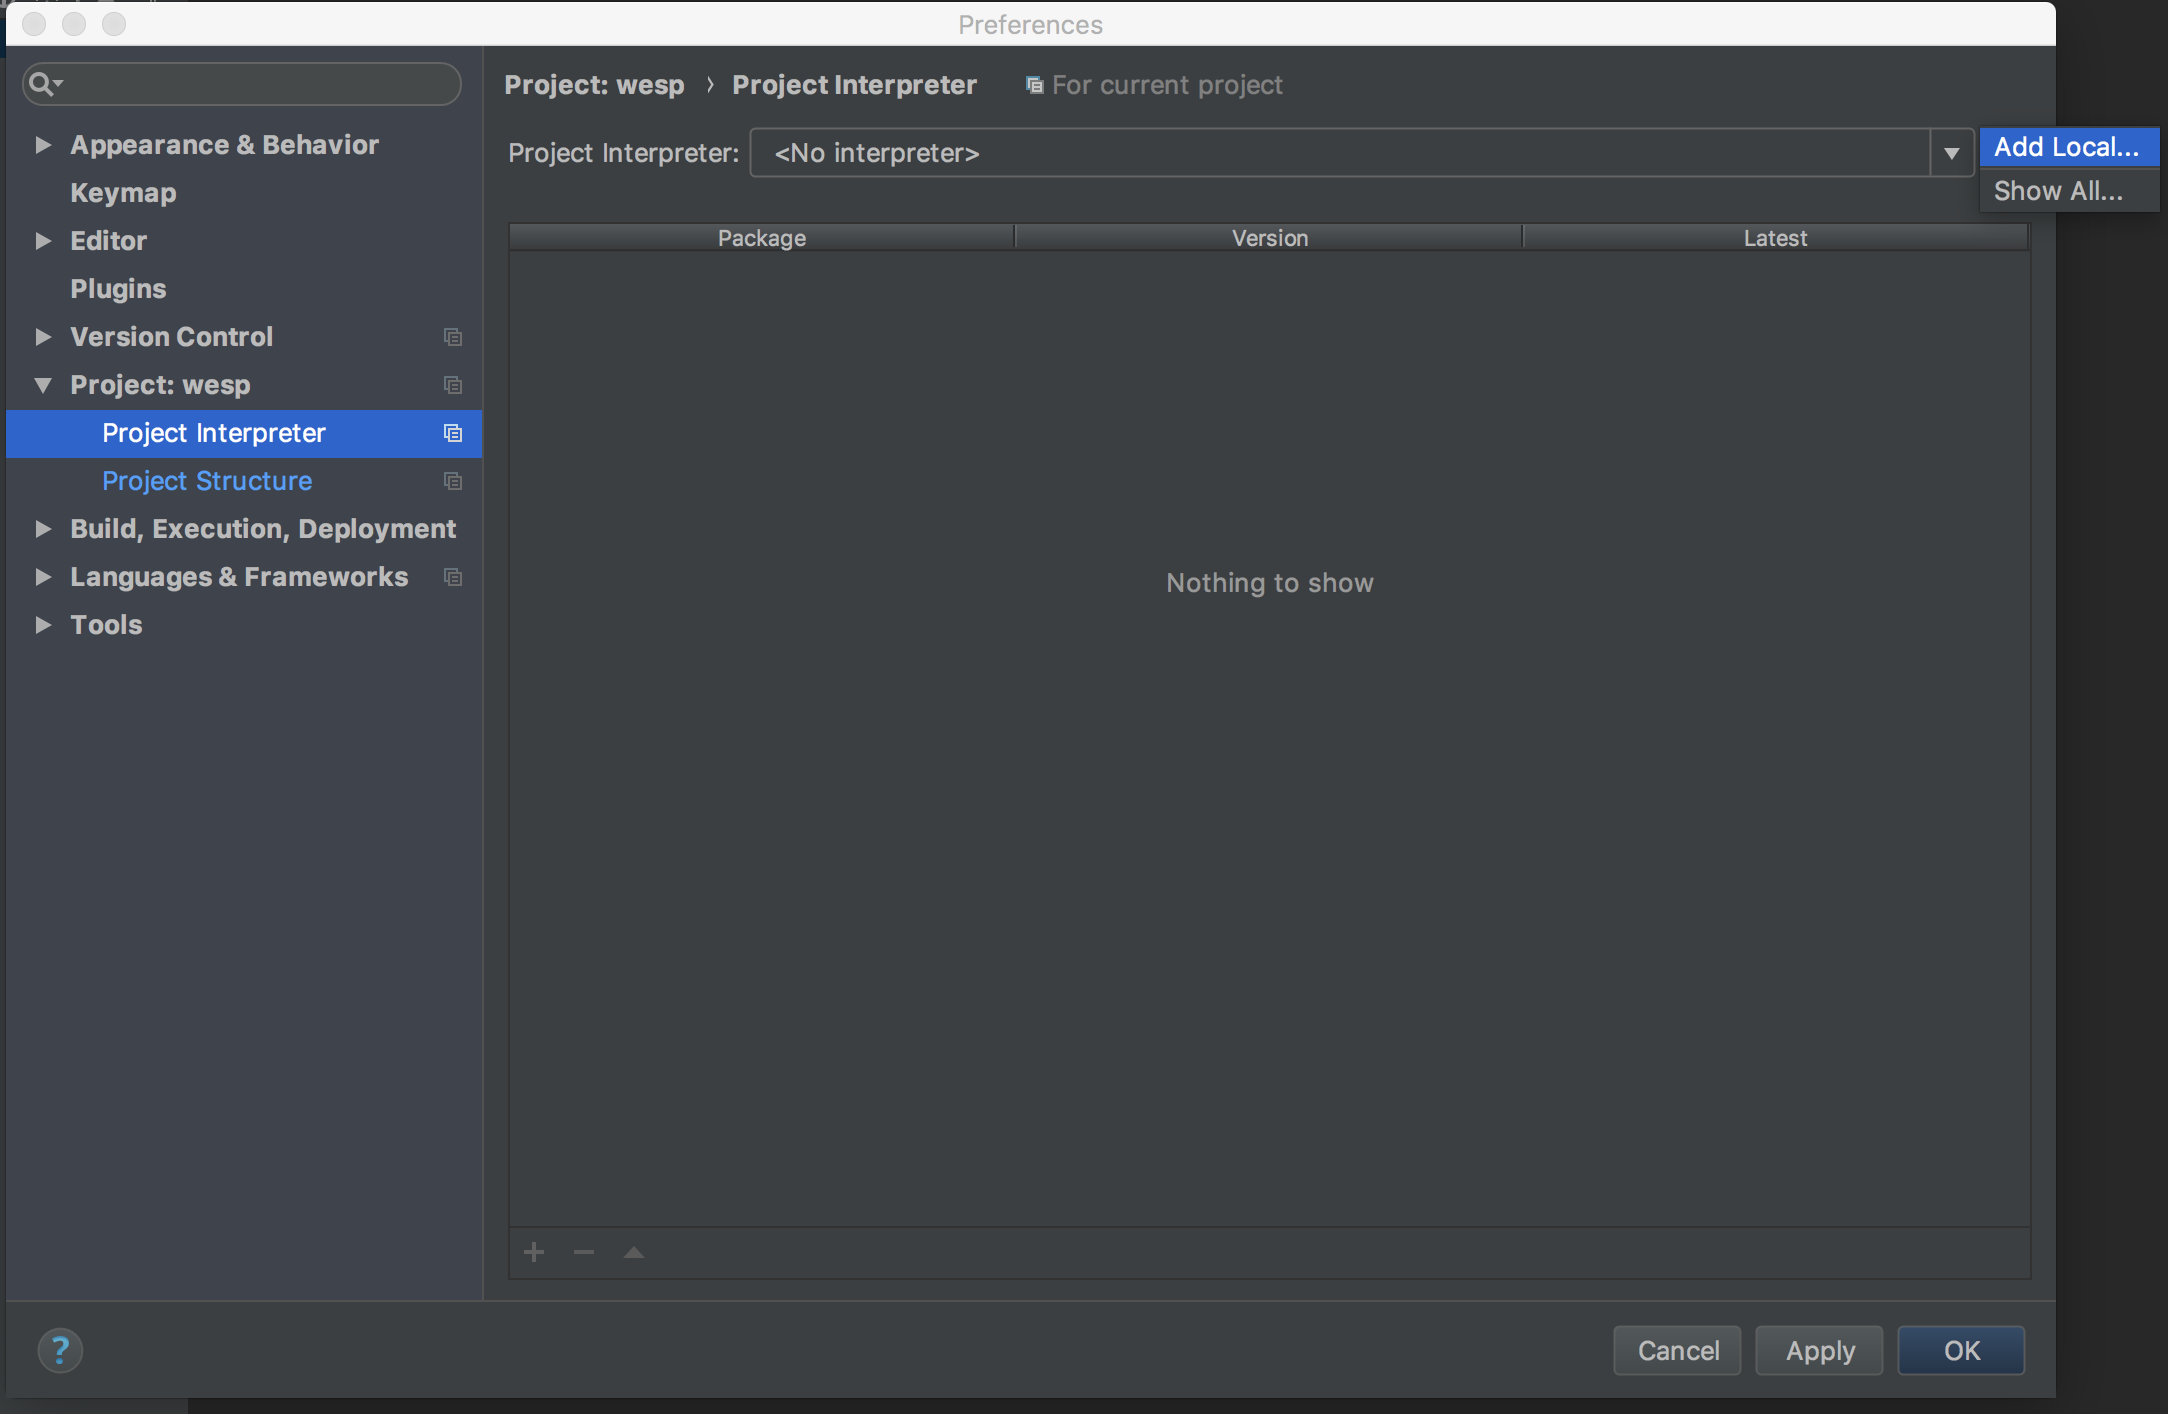 Preferences
Project: wesp › Project Interpreter For current project
Project Interpreter: <No interpreter>
Add Local...
Show All...
Appearance & Behavior
Keymap
Editor
Plugins
Version Control
Project: wesp
Project Interpreter
Project Structure
Build, Execution, Deployment
Languages & Frameworks
Tools
Package Version Latest
Nothing to show
?
Cancel Apply OK